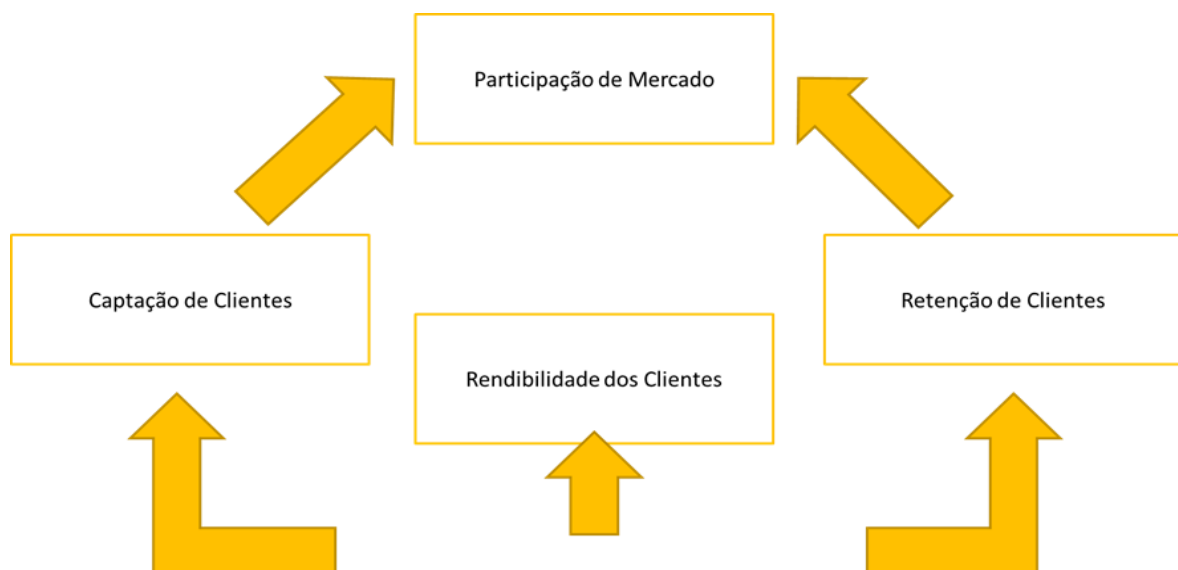 Participação de Mercado
Captação de Clientes
Retenção de Clientes
Rendibilidade dos Clientes